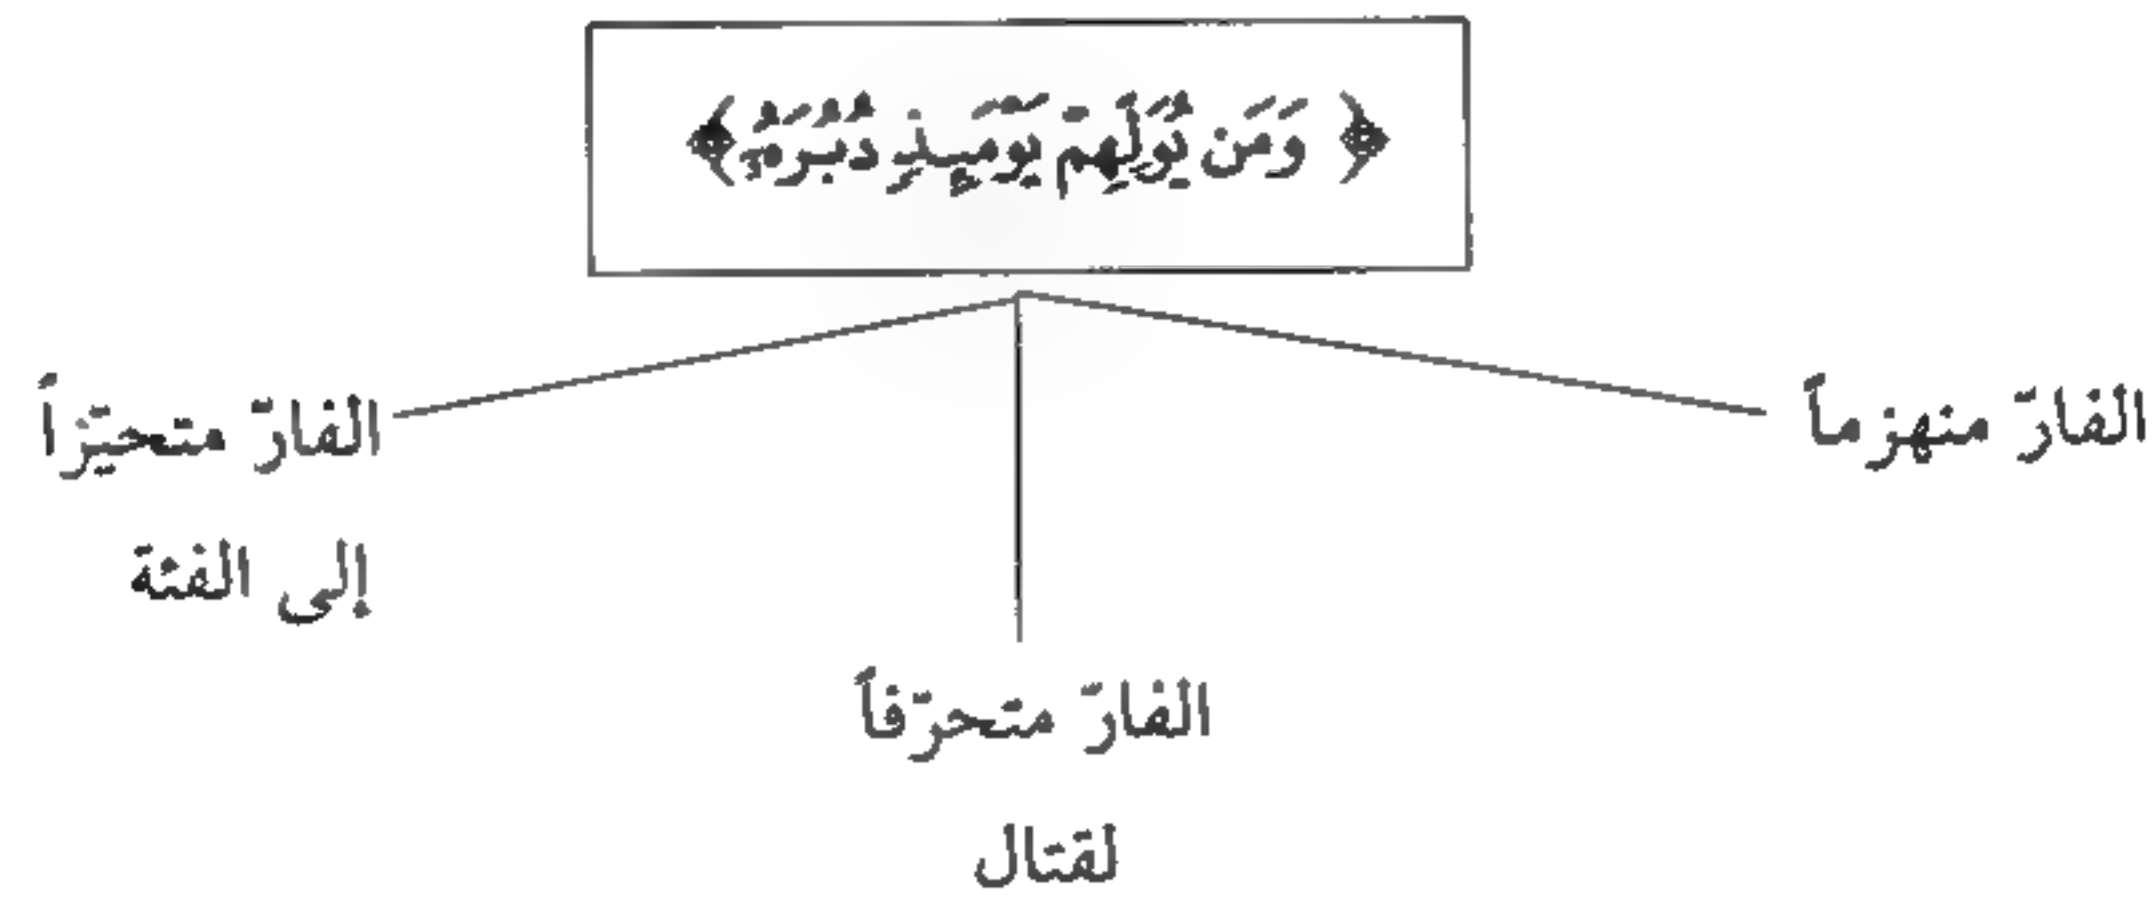 ﴿ وَمَن يُوَلِّهِمْ يَوْمَئِذٍ دُبُرَهُۥ﴾
الفارّ منهزماً
الفارّ متحيّزاً
إلى الفئة
الفارّ متحرّفاً
لقتال